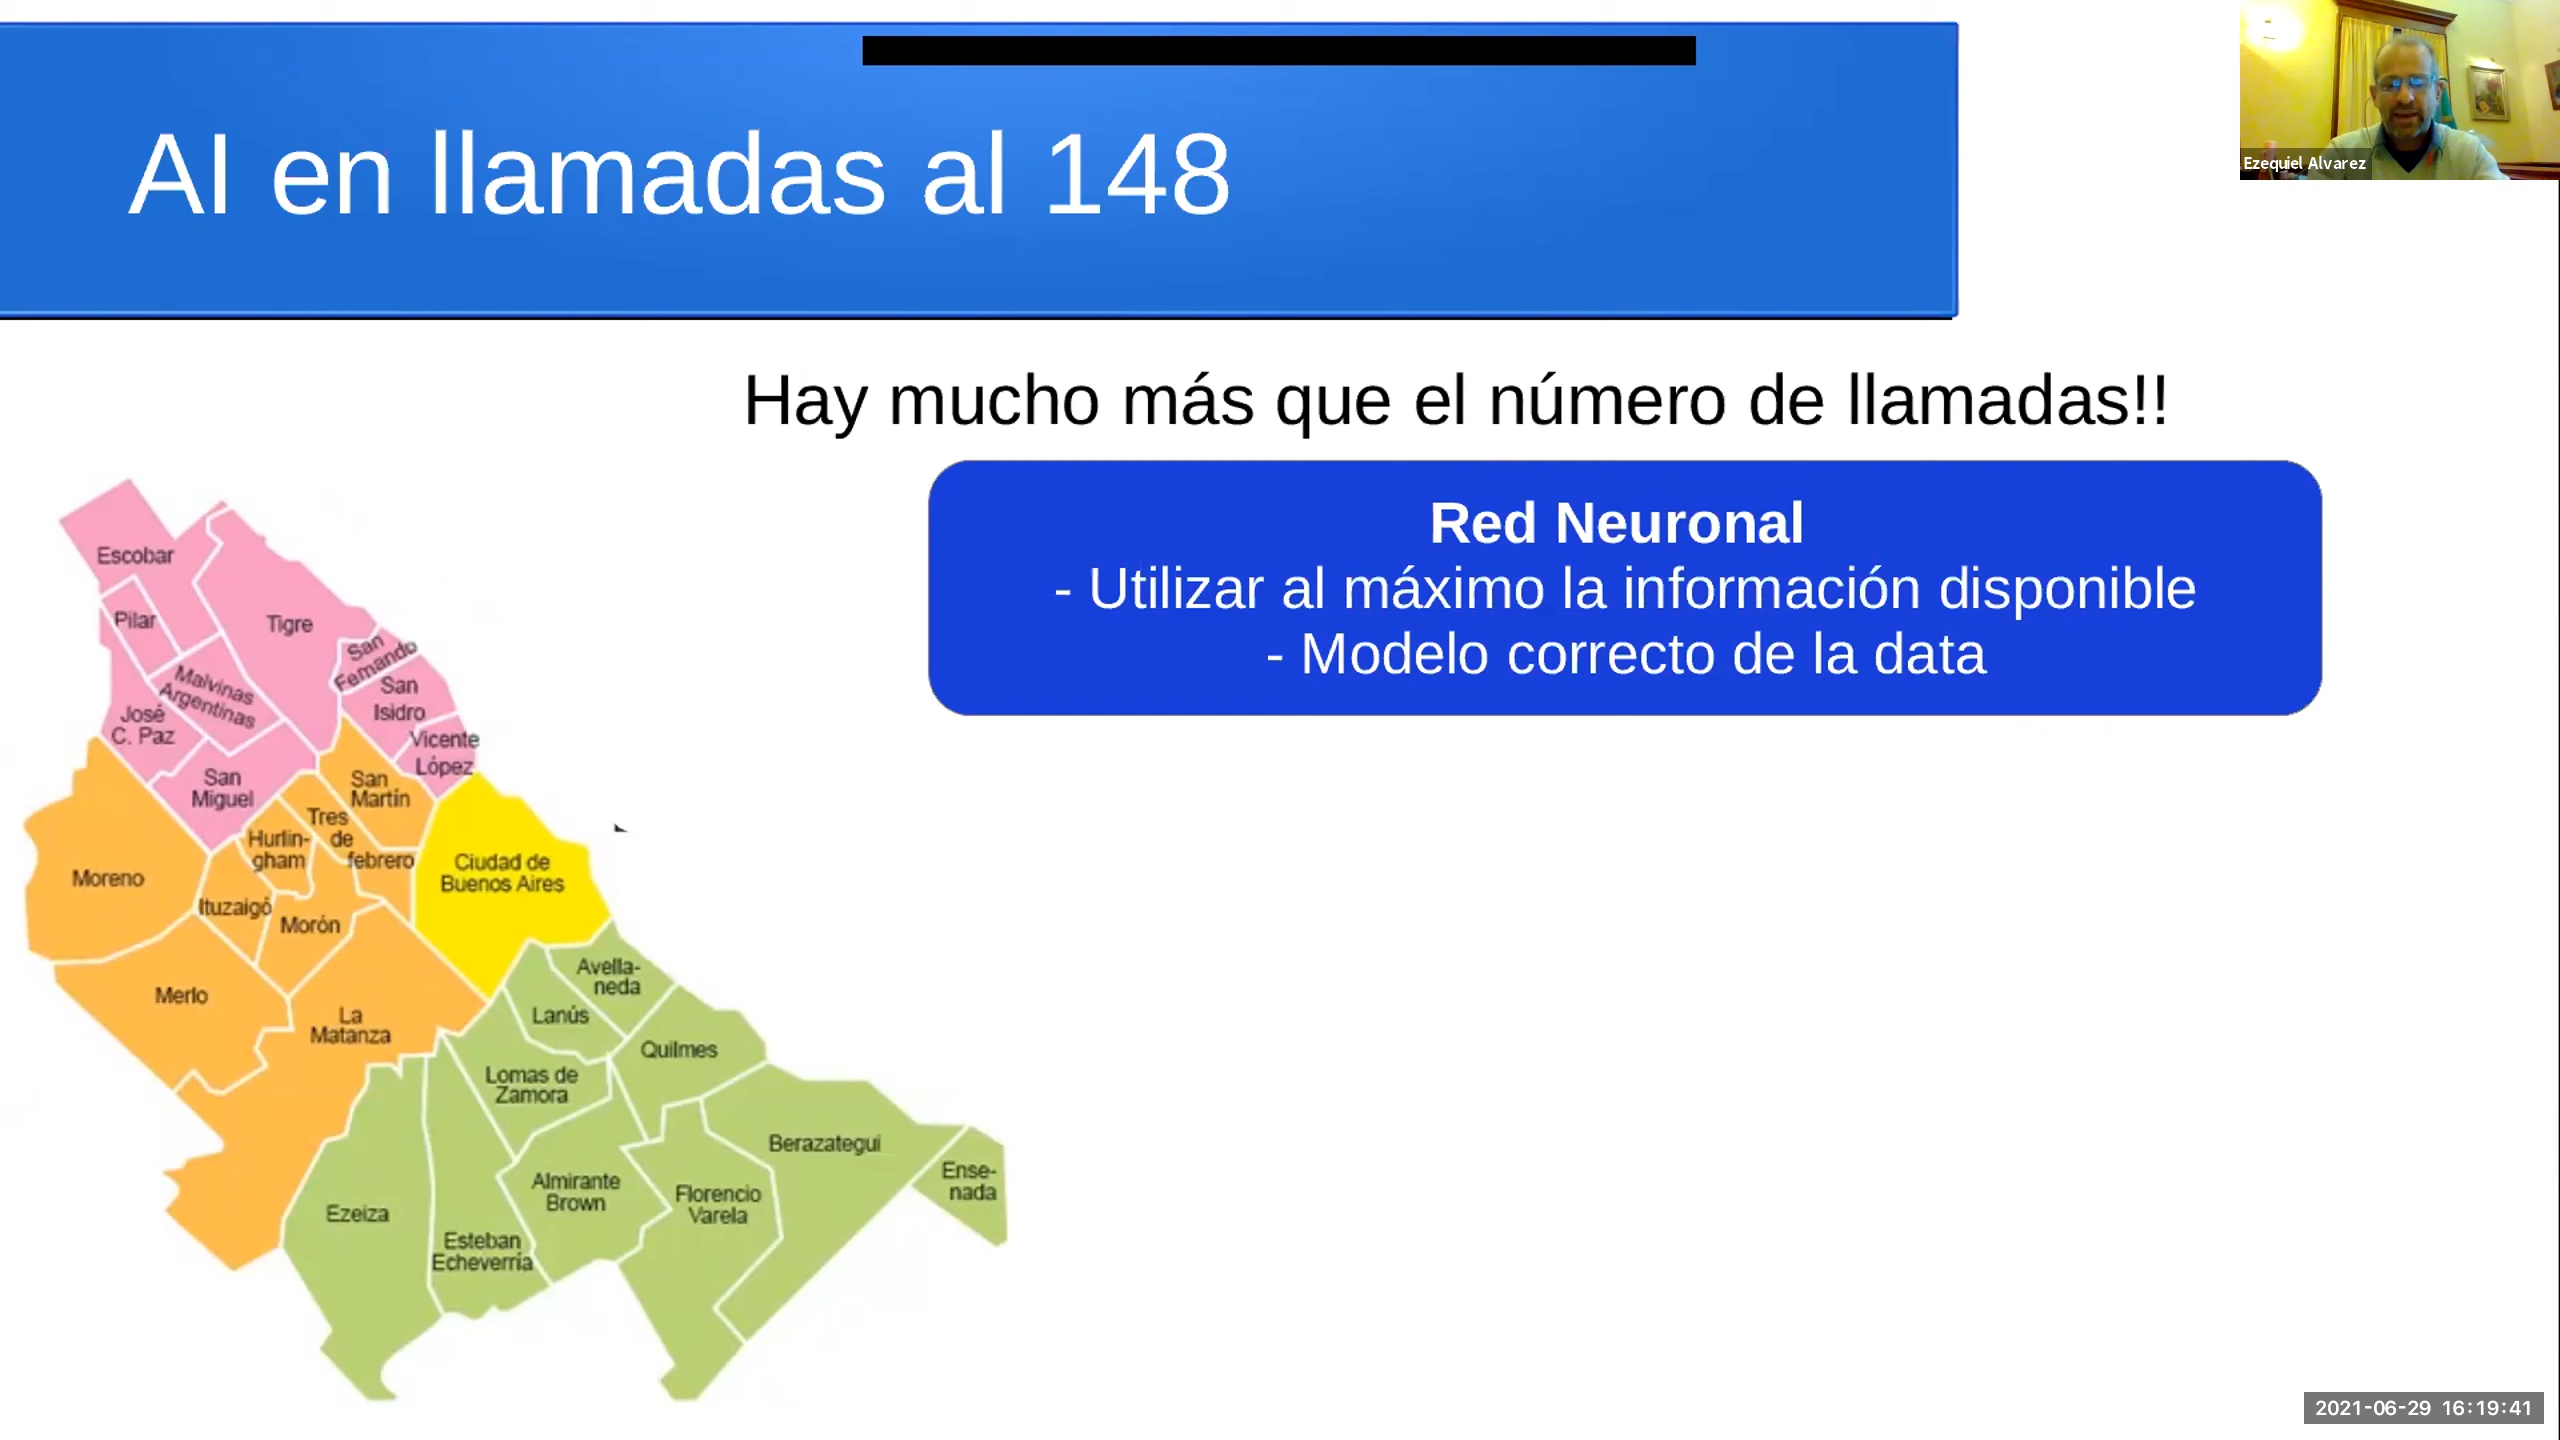 AI en llamadas al 148
Ezequiel Alvarez
Hay mucho más que el número de llamadas!!
Red Neuronal
- Utilizar al máximo la información disponible
- Modelo correcto de la data
Escobar
Pilar
Tigre
San
Fernando
Malvinas
Argentinas
San
Isidro
José
C. Paz
Vicente
López
San
Miguel
San
Martín
Tres
de
febrero
Hurlin-
gham
Ciudad de
Buenos Aires
Moreno
Ituzaigó
Morón
Merlo
La
Matanza
Avella-
neda
Lanús
Quilmes
Lomas de
Zamora
Berazategui
Ense-
nada
Almirante
Brown
Florencio
Varela
Ezeiza
Esteban
Echeverría
2021-06-29 16:19:41